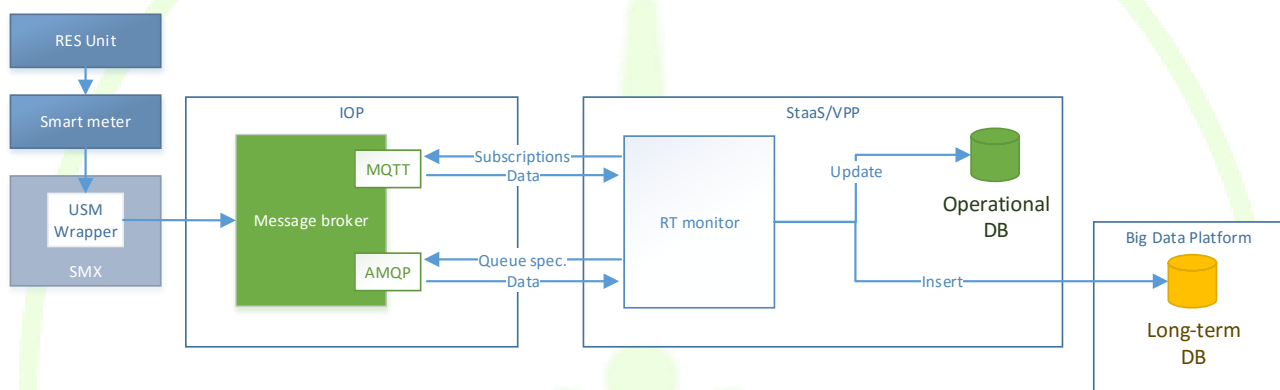 RES Unit
Smart meter
USM
Wrapper
SMX
IOP
Message broker
MQTT
AMQP
Subscriptions
Data
Queue spec.
Data
StaaS/VPP
RT monitor
Update
Insert
Operational
DB
Big Data Platform
Long-term
DB